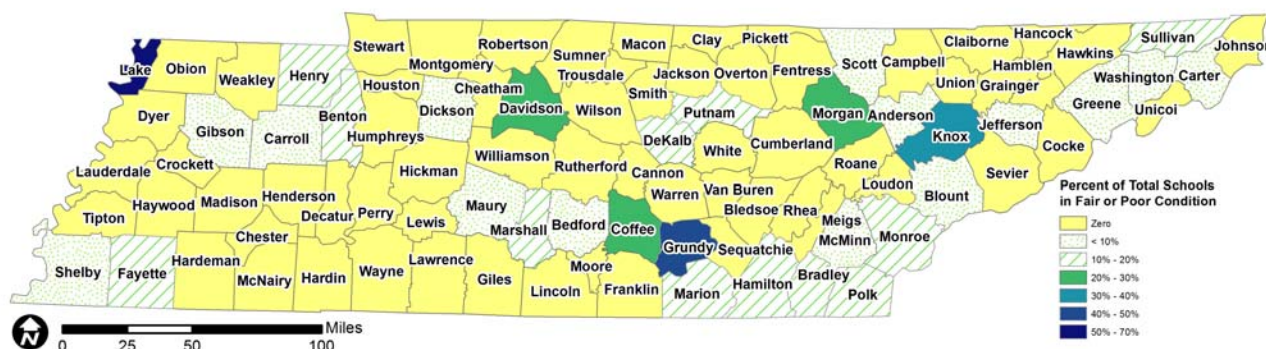 Stewart
Robertson
Sumner
Macon
Clay
Pickett
Claiborne
Hancock
Sullivan
Johnson
Lake
Obion
Weakley
Henry
Montgomery
Trousdale
Jackson
Overton
Fentress
Scott
Campbell
Union
Hamblen
Hawkins
Grainger
Washington
Carter
Greene
Unicoi
Houston
Cheatham
Davidson
Wilson
Smith
Putnam
Morgan
Anderson
Knox
Jefferson
Cocke
Dyer
Gibson
Carroll
Benton
Dickson
Humphreys
DeKalb
White
Cumberland
Roane
Loudon
Sevier
Blount
Lauderdale
Crockett
Williamson
Rutherford
Cannon
Hickman
Warren
Van Buren
Bledsoe
Rhea
Tipton
Haywood
Madison
Henderson
Decatur
Perry
Lewis
Maury
Marshall
Bedford
Coffee
Grundy
Sequatchie
Meigs
McMinn
Monroe
Shelby
Fayette
Hardeman
Chester
McNairy
Hardin
Wayne
Lawrence
Giles
Lincoln
Moore
Franklin
Marion
Hamilton
Bradley
Polk
Percent of Total Schools
in Fair or Poor Condition
Zero
< 10%
10% - 20%
20% - 30%
30% - 40%
40% - 50%
50% - 70%
N
Miles
0 25 50 100